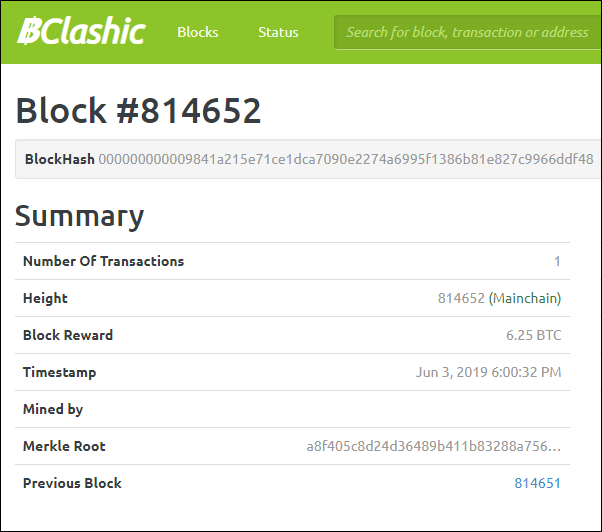 ₿Clashic Blocks Status Search for block, transaction or address
Block #814652
BlockHash 000000000009841a215e71ce1dca7090e2274a6995f1386b81e827c9966ddf48
Summary
Number Of Transactions 1
Height 814652 (Mainchain)
Block Reward 6.25 BTC
Timestamp Jun 3, 2019 6:00:32 PM
Mined by
Merkle Root a8f405c8d24d36489b411b83288a756...
Previous Block 814651